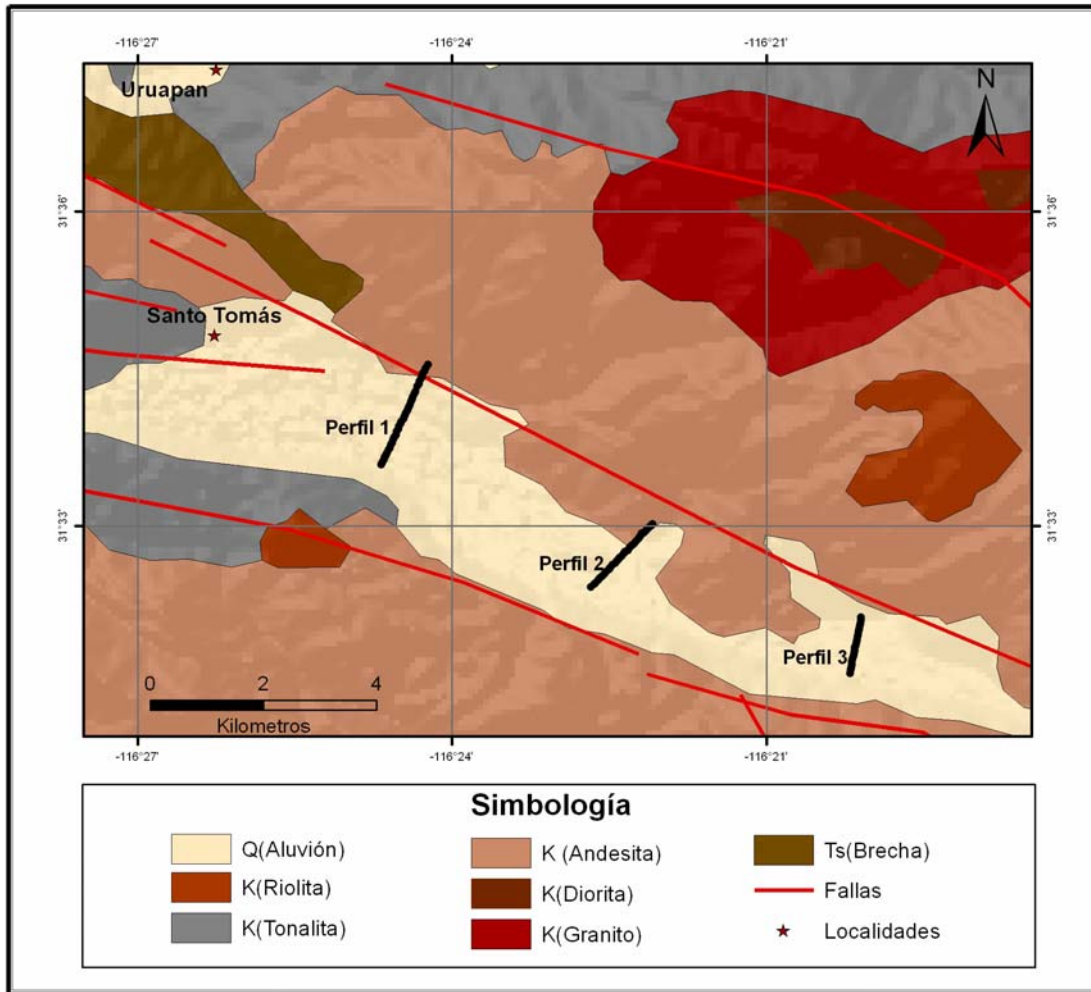 -116°27' -116°24' -116°21'
Uruapan
N
31°36' 31°36'
Santo Tomás
Perfil 1
31°33' 31°33'
Perfil 2
Perfil 3
0 2 4
Kilometros
-116°27' -116°24' -116°21'
Simbología
Q(Aluvión) K (Andesita) Ts(Brecha)
K(Riolita) K(Diorita) Fallas
K(Tonalita) K(Granito) Localidades